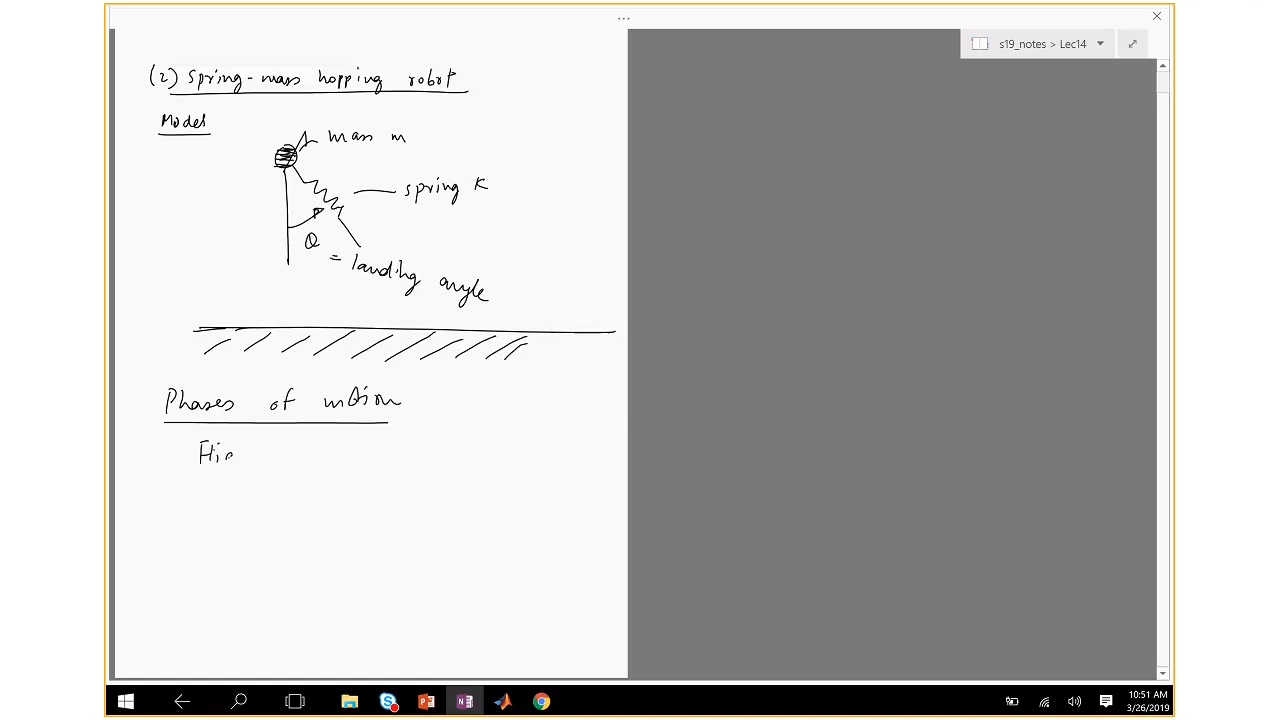 ...
s19_notes > Lec14
(2) Spring-mass hopping robot
Model
mass m
spring k
θ
= landing angle
Phases of motion
Flig
10:51 AM
3/26/2019